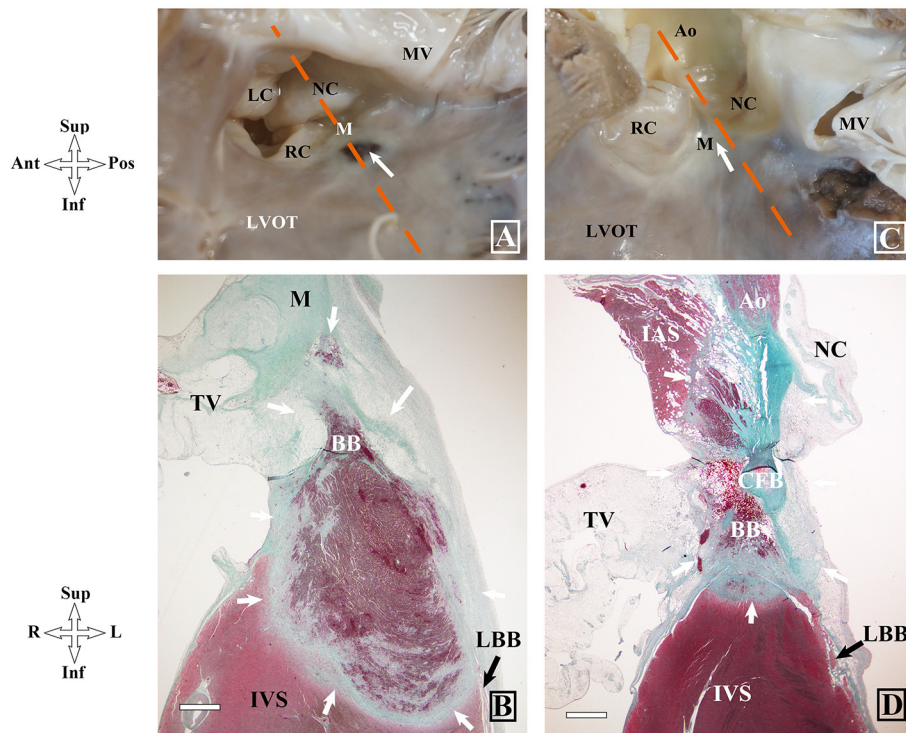 Sup
Ant Pos
Inf
MV
LC
NC
M
RC
LVOT
A
Ao
NC
RC
MV
M
LVOT
C
Sup
R L
Inf
M
TV
BB
LBB
IVS
B
Ao
IAS
NC
CFB
TV
BB
LBB
IVS
D